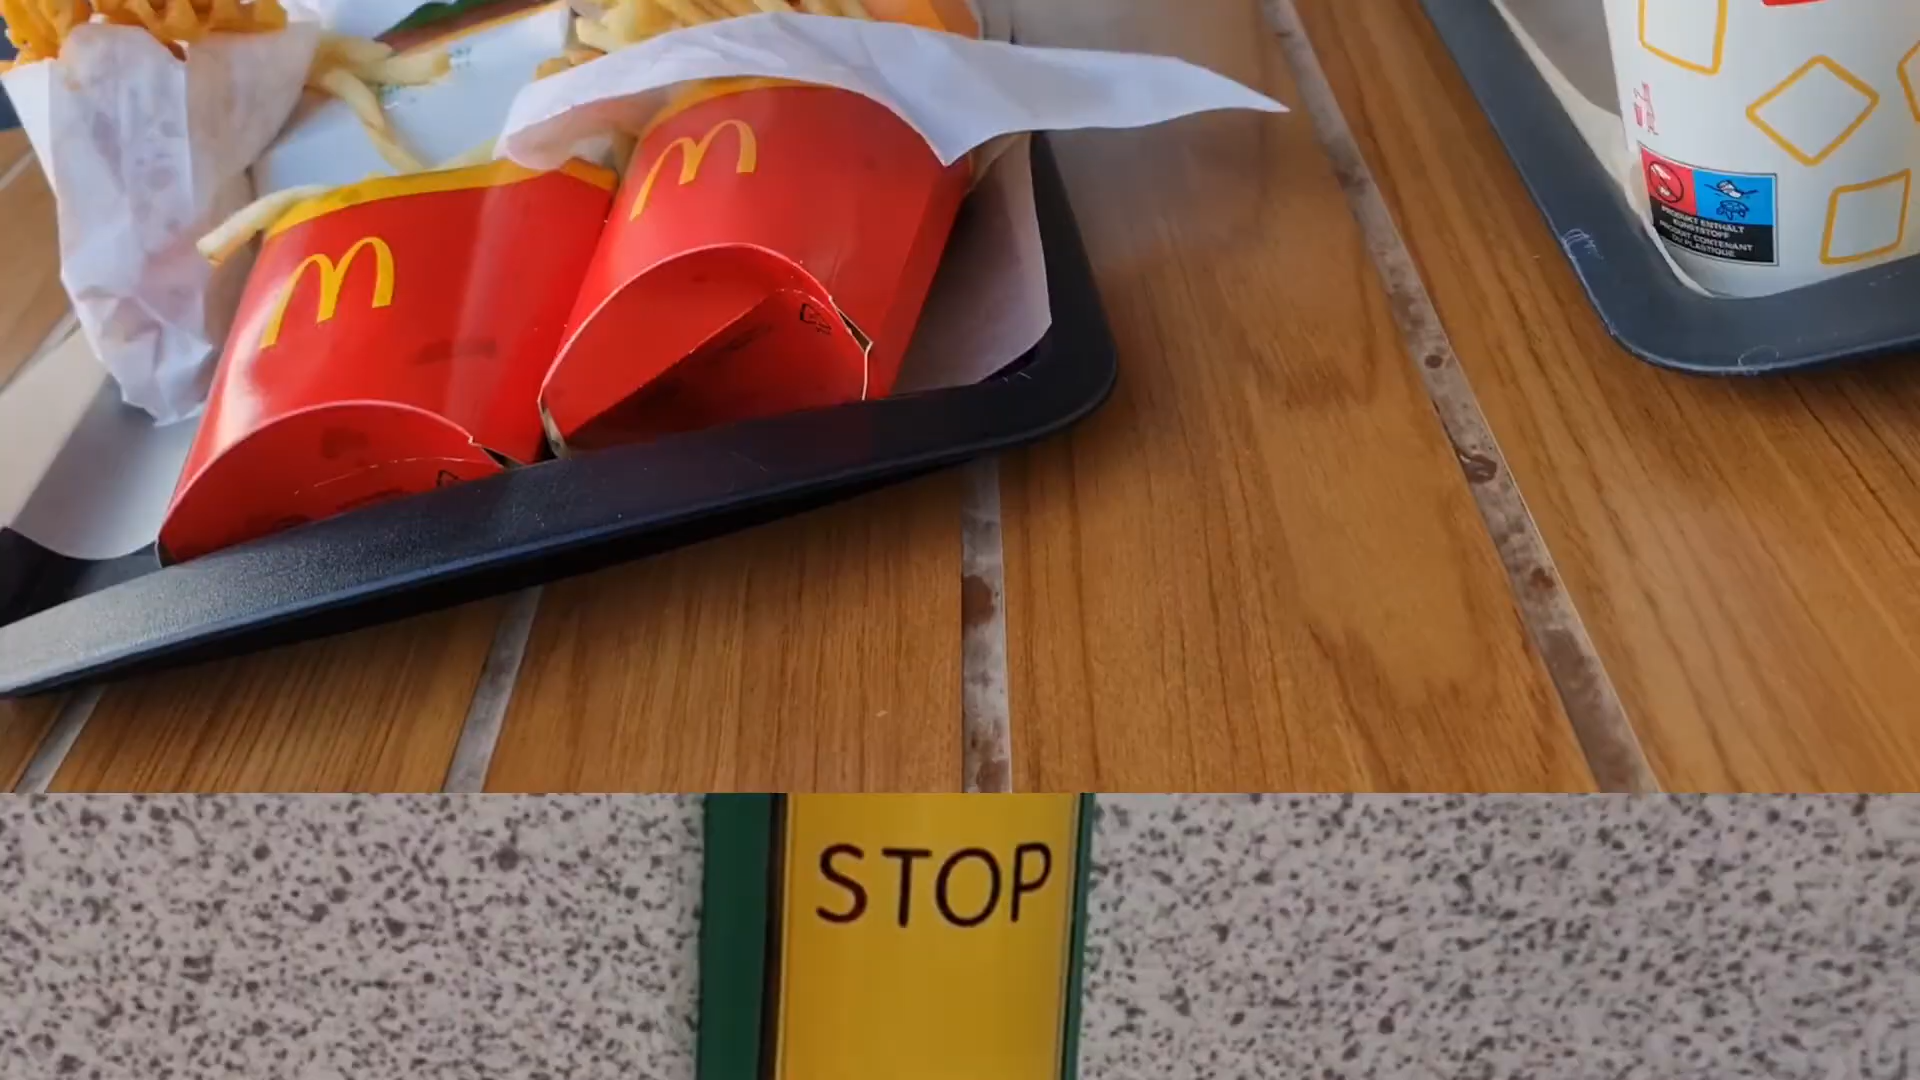 PRODUKT ENTHÄLT
KUNSTSTOFF
PRODUIT CONTENANT
DU PLASTIQUE
STOP